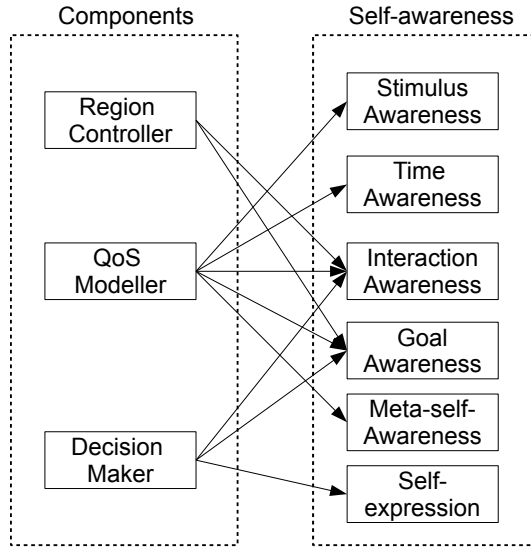 Components
Self-awareness
Region
Controller
QoS
Modeller
Decision
Maker
Stimulus
Awareness
Time
Awareness
Interaction
Awareness
Goal
Awareness
Meta-self-
Awareness
Self-
expression